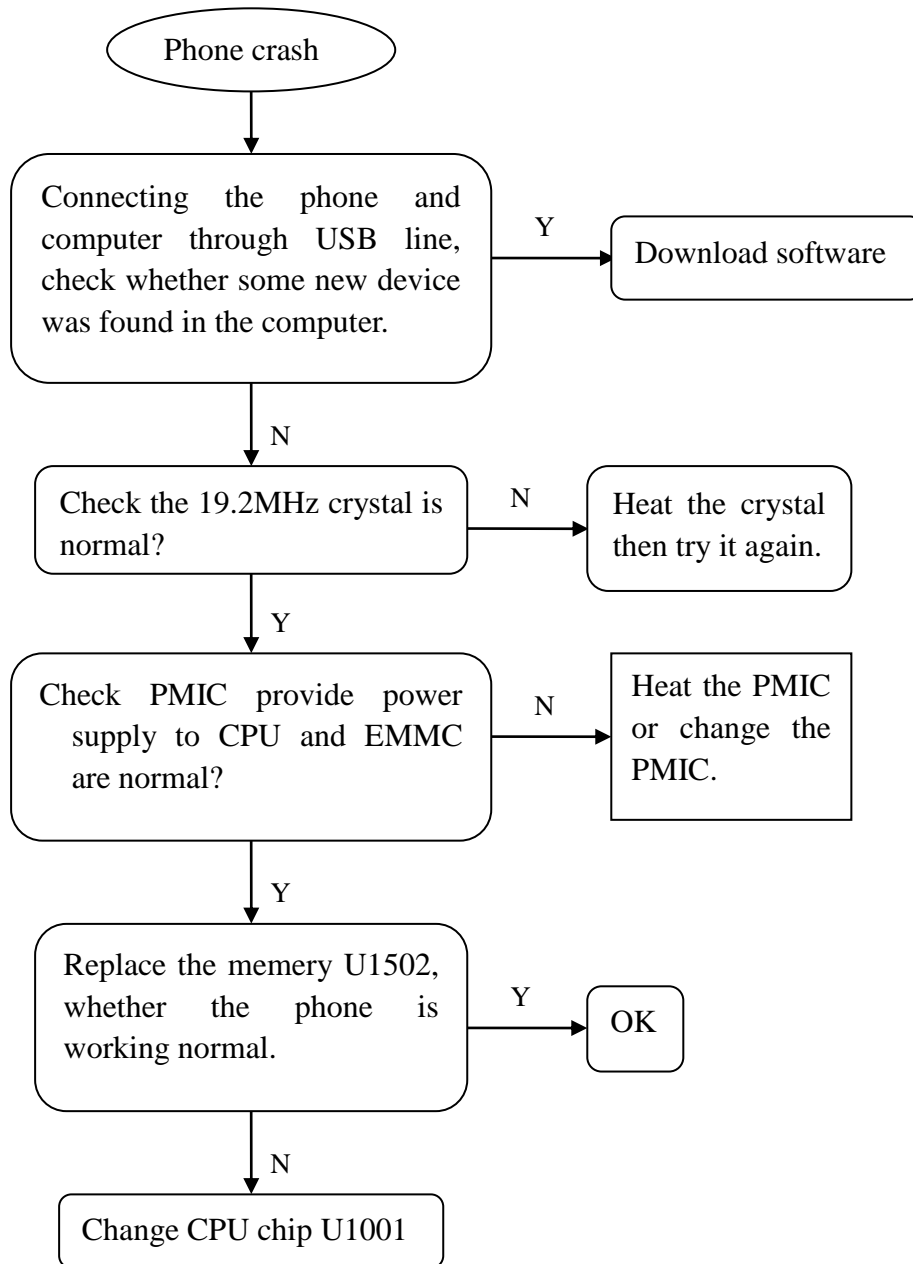 Phone crash
Connecting the phone and
computer through USB line,
check whether some new device
was found in the computer.
Y
Download software
N
Check the 19.2MHz crystal is
normal?
N
Heat the crystal
then try it again.
Y
Check PMIC provide power
supply to CPU and EMMC
are normal?
N
Heat the PMIC
or change the
PMIC.
Y
Replace the memery U1502,
whether the phone is
working normal.
Y
OK
N
Change CPU chip U1001